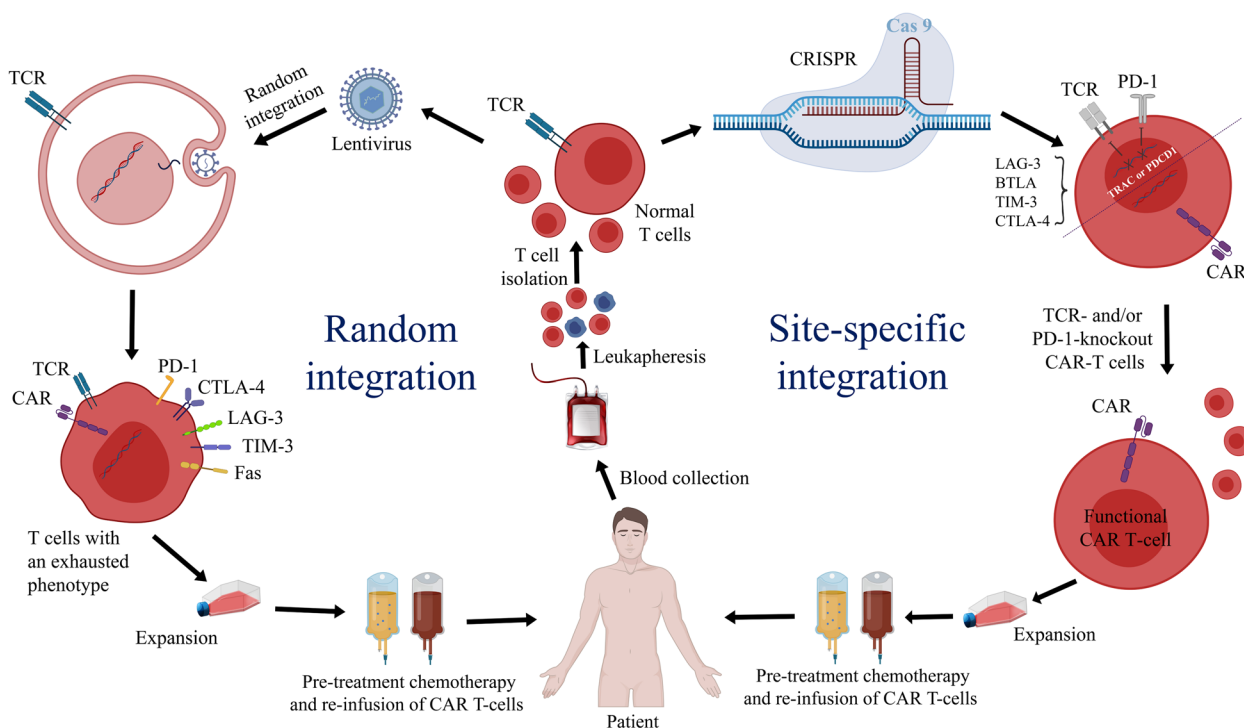 TCR
Random
integration
Lentivirus
TCR
Normal
T cells
T cell
isolation
Leukapheresis
Blood collection
Patient
Random
integration
TCR
CAR
PD-1
CTLA-4
LAG-3
TIM-3
Fas
T cells with
an exhausted
phenotype
Expansion
Pre-treatment chemotherapy
and re-infusion of CAR T-cells
Cas 9
CRISPR
TCR
PD-1
LAG-3
BTLA
TIM-3
CTLA-4
TRAC or PDCD1
CAR
Site-specific
integration
TCR- and/or
PD-1-knockout
CAR-T cells
CAR
Functional
CAR T-cell
Expansion
Pre-treatment chemotherapy
and re-infusion of CAR T-cells